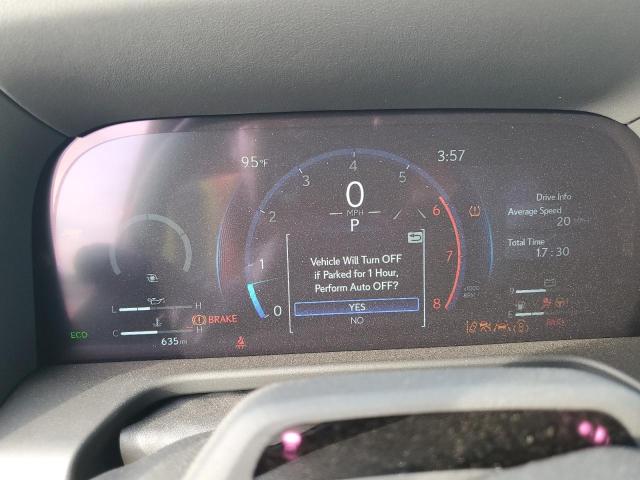 95°F
3:57
4
3
5
2
6
1
7
0
8
0
MPH
P
Drive Info
Average Speed
20 MPH
Total Time
17:30
Vehicle Will Turn OFF
if Parked for 1 Hour,
Perform Auto OFF?
YES
NO
L H
C H
ECO
BRAKE
635 mi
E